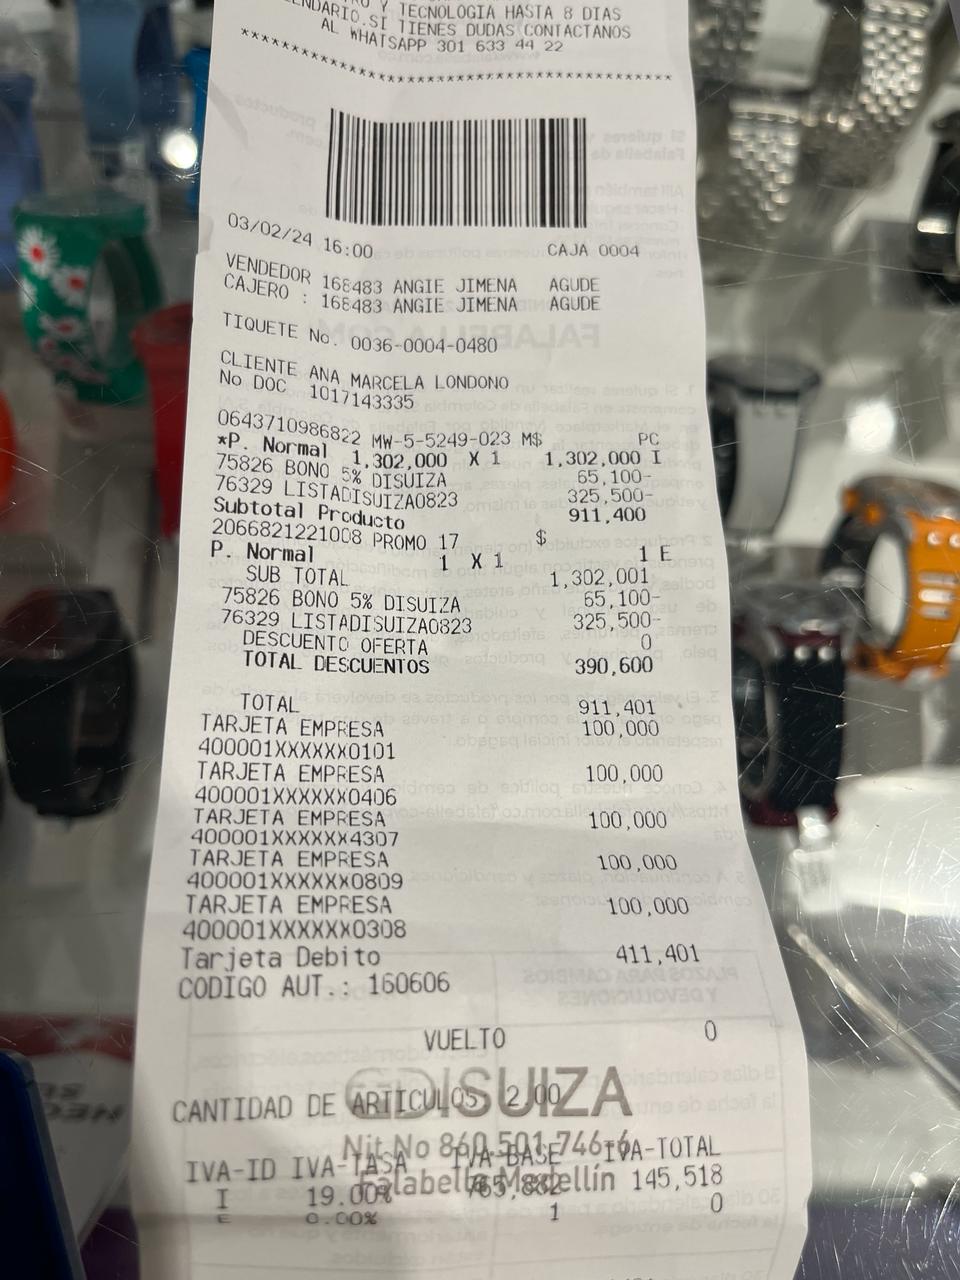 Y TECNOLOGIA HASTA 8 DIAS
ENDARIO.SI TIENES DUDAS CONTACTANOS
AL WHATSAPP 301 633 44 22
03/02/24 16:00 CAJA 0004
VENDEDOR 168483 ANGIE JIMENA AGUDE
CAJERO : 168483 ANGIE JIMENA AGUDE
TIQUETE No. 0036-0004-0480
CLIENTE ANA MARCELA LONDONO
No DOC 1017143335
0643710986822 MW-5-5249-023 M$ PC
*P. Normal 1,302,000 X 1 1,302,000 I
75826 BONO 5% DISUIZA 65,100-
76329 LISTADISUIZA0823 325,500-
Subtotal Producto 911,400
2066821221008 PROMO 17 $
P. Normal 1 X 1 1 E
SUB TOTAL 1,302,001
75826 BONO 5% DISUIZA 65,100-
76329 LISTADISUIZA0823 325,500-
DESCUENTO OFERTA 0
TOTAL DESCUENTOS 390,600
TOTAL 911,401
TARJETA EMPRESA 100,000
400001XXXXXX0101
TARJETA EMPRESA 100,000
400001XXXXXX0406
TARJETA EMPRESA 100,000
400001XXXXXX4307
TARJETA EMPRESA 100,000
400001XXXXXX0809
TARJETA EMPRESA 100,000
400001XXXXXX0308
Tarjeta Debito 411,401
CODIGO AUT.: 160606
VUELTO 0
DISUIZA
CANTIDAD DE ARTICULOS: 2.00
Nit.No 860.501.746-6
IVA-ID IVA-TASA IVA-BASE IVA-TOTAL
Falabella Medellín
I 19.00% 765,882 145,518
E 0.00% 1 0